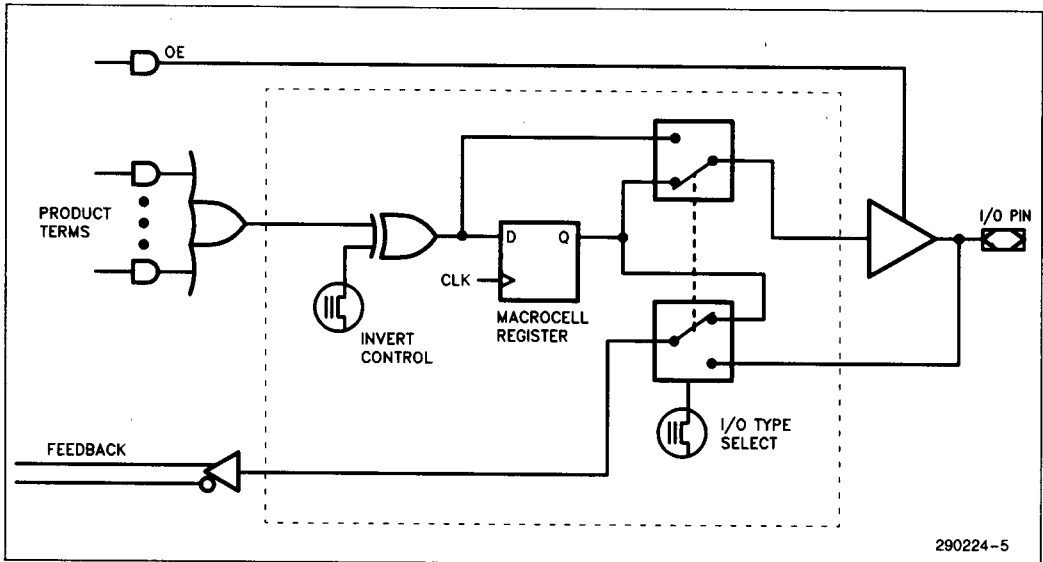 OE
PRODUCT
TERMS
INVERT
CONTROL
D
Q
CLK
MACROCELL
REGISTER
I/O TYPE
SELECT
I/O PIN
FEEDBACK
290224-5